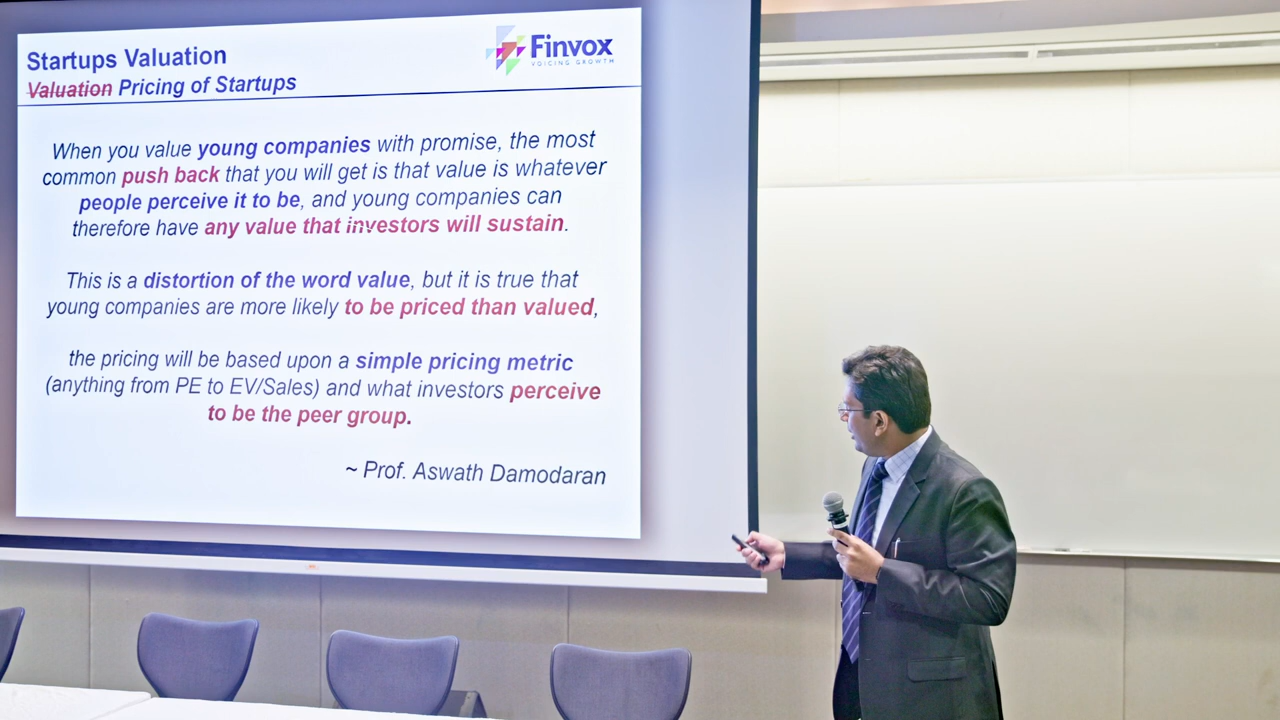 Startups Valuation
Valuation Pricing of Startups
Finvox
VOICING GROWTH
When you value young companies with promise, the most
common push back that you will get is that value is whatever
people perceive it to be, and young companies can
therefore have any value that investors will sustain.
This is a distortion of the word value, but it is true that
young companies are more likely to be priced than valued,
the pricing will be based upon a simple pricing metric
(anything from PE to EV/Sales) and what investors perceive
to be the peer group.
~ Prof. Aswath Damodaran